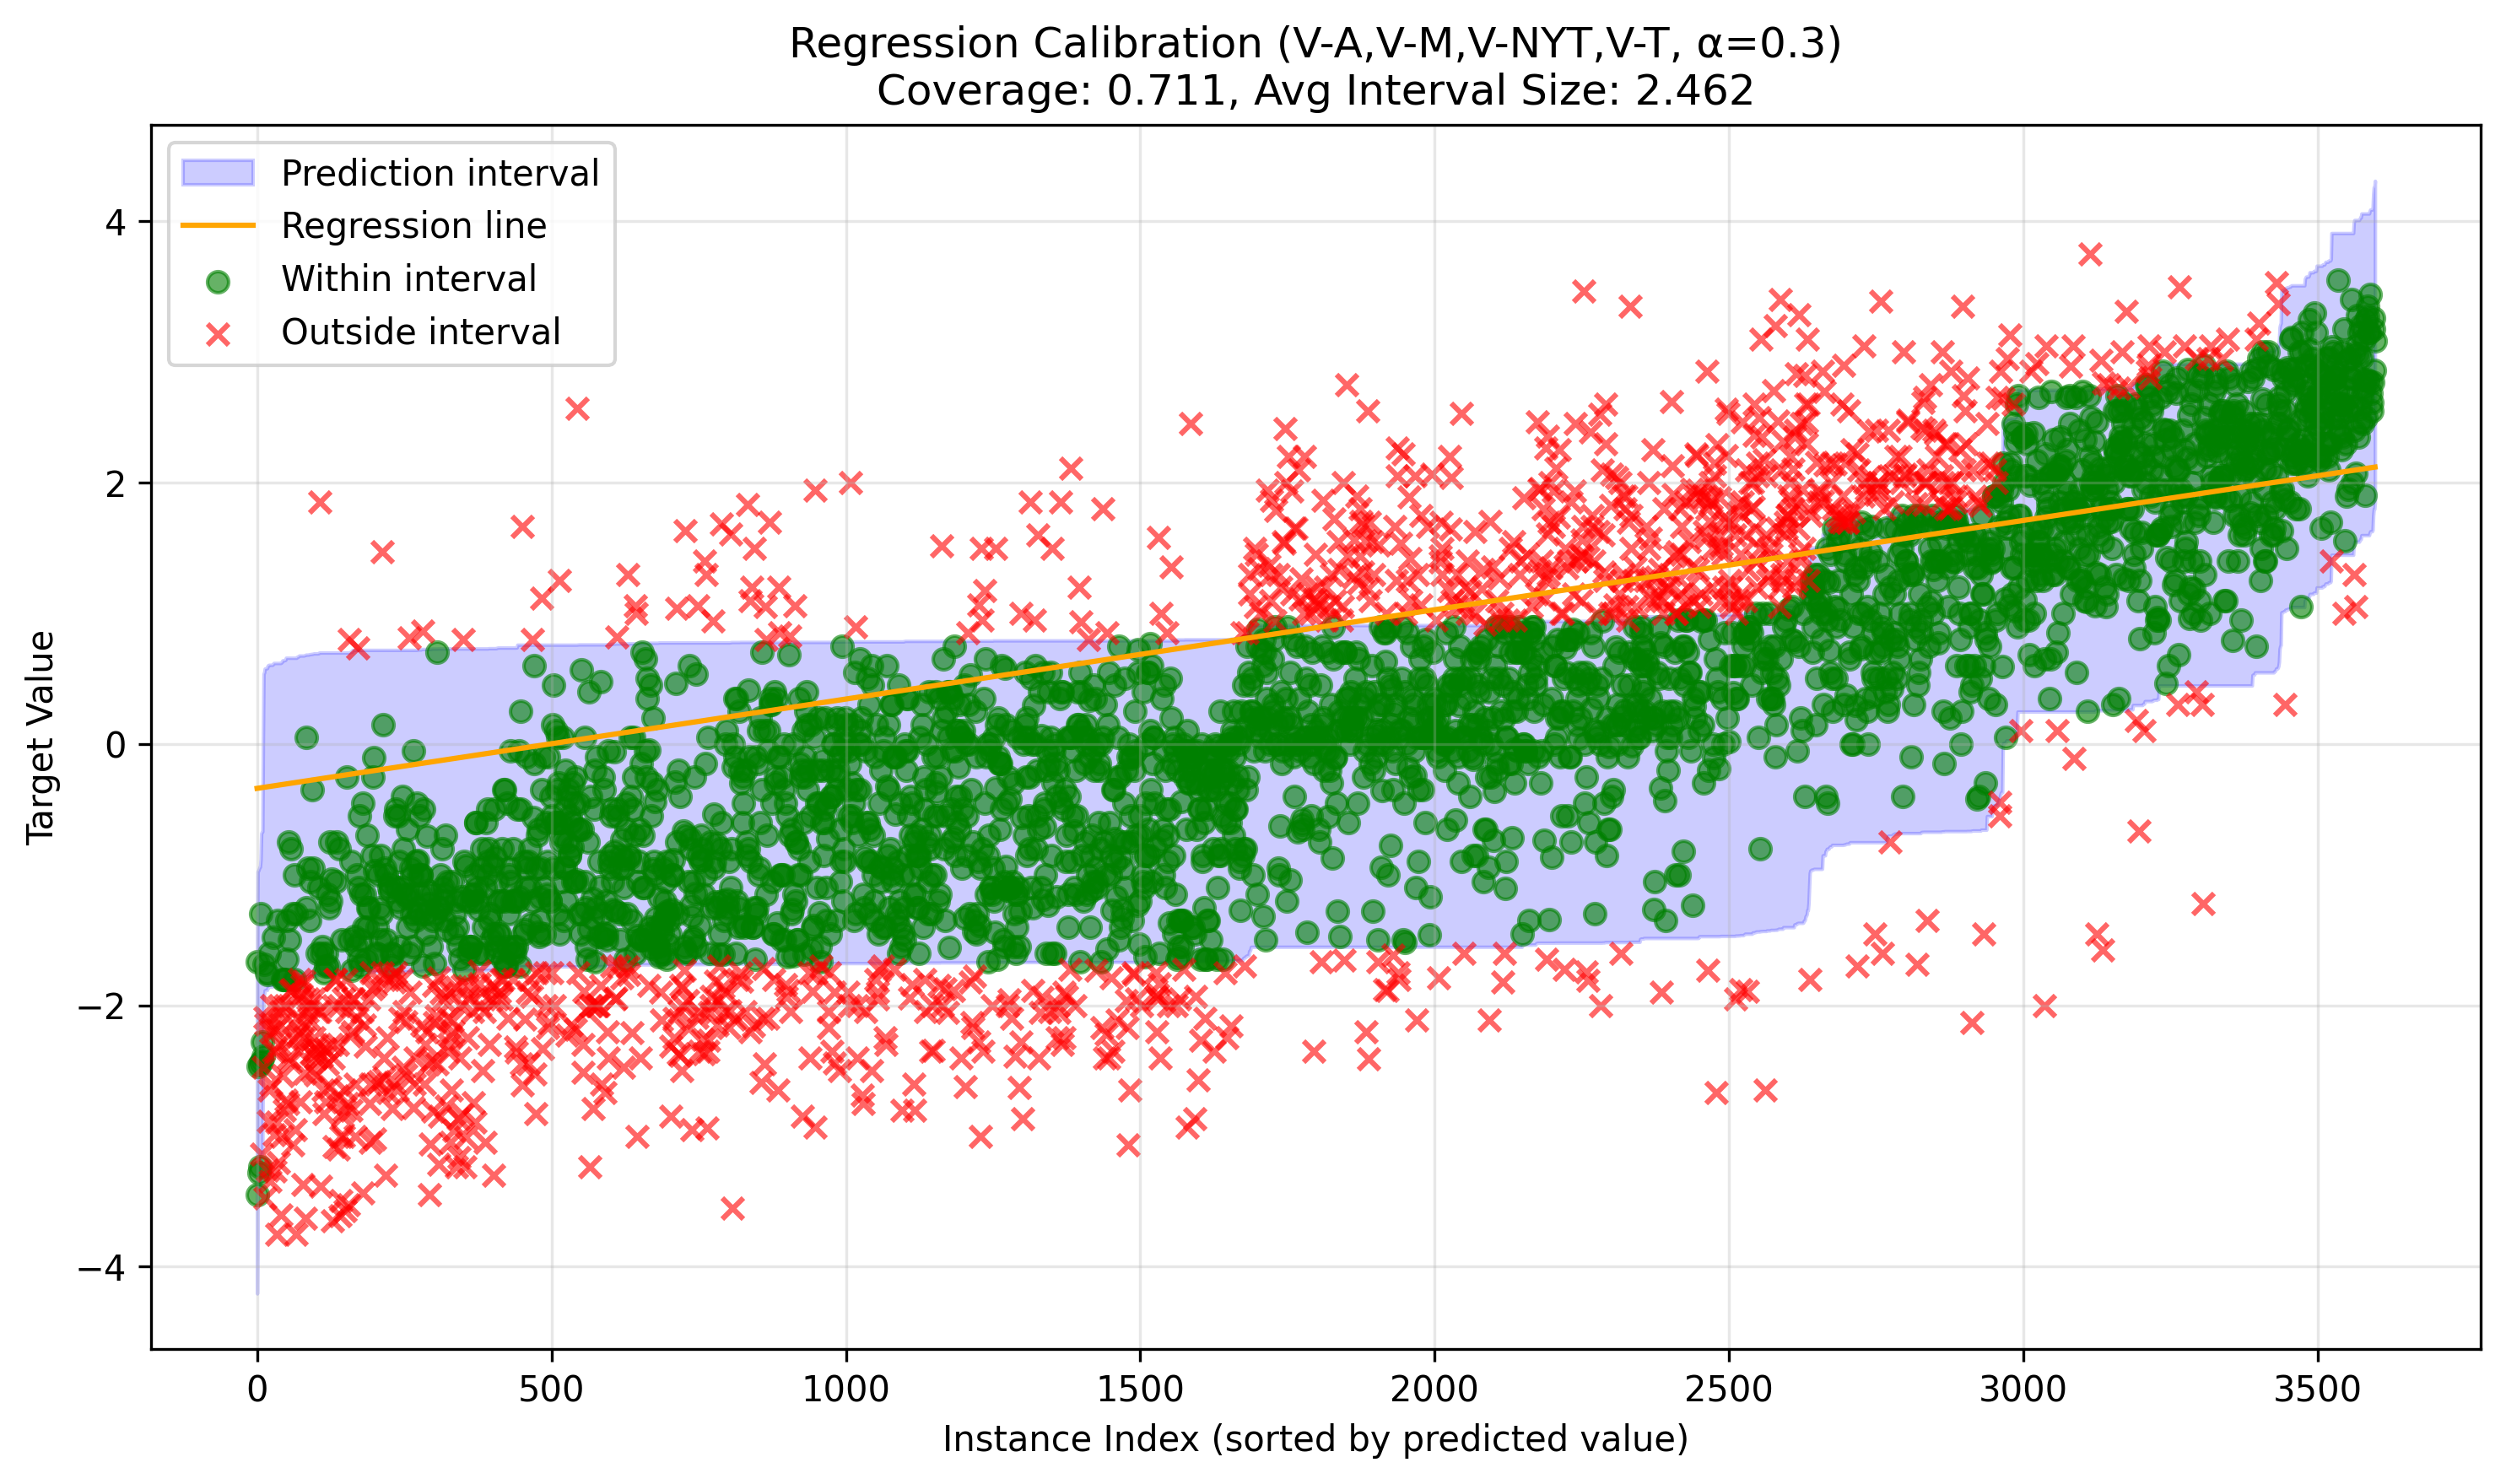 Regression Calibration (V-A,V-M,V-NYT,V-T, α=0.3)
Coverage: 0.711, Avg Interval Size: 2.462
Prediction interval
Regression line
Within interval
Outside interval
4
2
0
−2
−4
Target Value
0
500
1000
1500
2000
2500
3000
3500
Instance Index (sorted by predicted value)